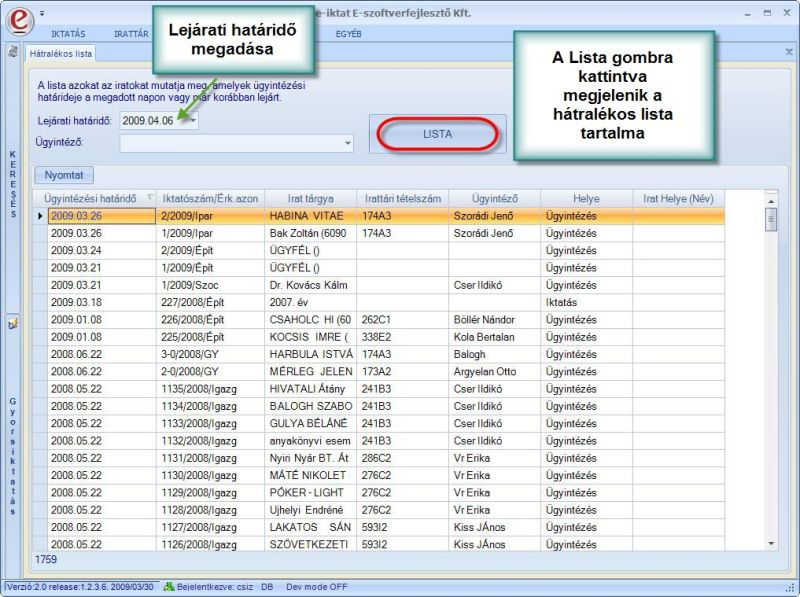 e-iktat E-szoftverfejlesztő Kft.
IKTATÁS IRATTÁR EGYÉB
Lejárati határidő
megadása
Hátralékos lista
A lista azokat az iratokat mutatja meg, amelyek ügyintézési
határideje a megadott napon vagy már korábban lejárt.
Lejárati határidő: 2009.04.06
Ügyintéző:
LISTA
A Lista gombra
kattintva
megjelenik a
hátralékos lista
tartalma
KERESÉS
Gyorsiktatás
Nyomtat
Ügyintézési határidő Iktatószám/Érk.azon Irat tárgya Irattári tételszám Ügyintéző Helye Irat Helye (Név)
2009.03.26 2/2009/Ipar HABINA VITAE 174A3 Szorádi Jenő Ügyintézés
2009.03.26 1/2009/Ipar Bak Zoltán (6090 174A3 Szorádi Jenő Ügyintézés
2009.03.24 2/2009/Épít ÜGYFÉL () Ügyintézés
2009.03.21 1/2009/Épít ÜGYFÉL () Ügyintézés
2009.03.21 1/2009/Szoc Dr. Kovács Kálm Cser Ildikó Ügyintézés
2009.03.18 227/2008/Épít 2007. év Iktatás
2009.01.08 226/2008/Épít CSAHOLC HI (60 262C1 Böllér Nándor Ügyintézés
2009.01.08 225/2008/Épít KOCSIS IMRE ( 338E2 Kola Bertalan Ügyintézés
2008.06.22 3-0/2008/GY HARBULA ISTVÁ 174A3 Balogh Ügyintézés
2008.06.22 2-0/2008/GY MÉRLEG JELEN 173A2 Argyelan Otto Ügyintézés
2008.05.22 1135/2008/Igazg HIVATALI Átány 241B3 Cser Ildikó Ügyintézés
2008.05.22 1134/2008/Igazg BALOGH SZABO 241B3 Cser Ildikó Ügyintézés
2008.05.22 1133/2008/Igazg GULYA BÉLÁNÉ 241B3 Cser Ildikó Ügyintézés
2008.05.22 1132/2008/Igazg anyakönyvi esem 241B3 Cser Ildikó Ügyintézés
2008.05.22 1131/2008/Igazg Nyiri Nyár BT. Át 286C2 Vr Erika Ügyintézés
2008.05.22 1130/2008/Igazg MÁTÉ NIKOLET 276C2 Vr Erika Ügyintézés
2008.05.22 1129/2008/Igazg PÓKER - LIGHT 276C2 Vr Erika Ügyintézés
2008.05.22 1128/2008/Igazg Ujhelyi Endréné 276C2 Vr Erika Ügyintézés
2008.05.22 1127/2008/Igazg LAKATOS SÁN 593I2 Kiss JÁnos Ügyintézés
2008.05.22 1126/2008/Igazg SZÖVETKEZETI 593I2 Kiss JÁnos Ügyintézés
1759
Verzió:2.0 release:1.2.3.6, 2009/03/30 Bejelentkezve: csiz DB Dev mode OFF